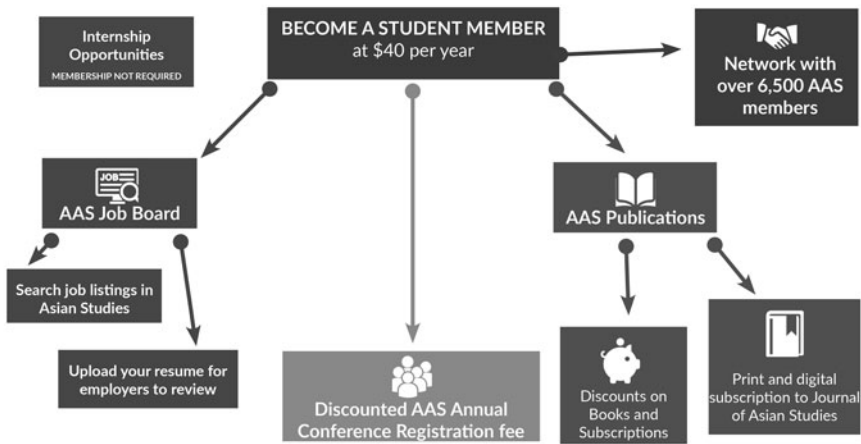 Internship
Opportunities
MEMBERSHIP NOT REQUIRED
BECOME A STUDENT MEMBER
at $40 per year
Network with
over 6,500 AAS
members
JOB
AAS Job Board
AAS Publications
Search job listings in
Asian Studies
Upload your resume for
employers to review
Discounted AAS Annual
Conference Registration fee
Discounts on
Books and
Subscriptions
Print and digital
subscription to Journal
of Asian Studies